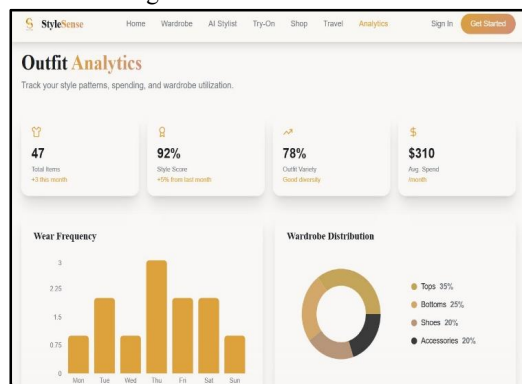 StyleSense Home Wardrobe AI Stylist Try-On Shop Travel Analytics Sign In Get Started
Outfit Analytics
Track your style patterns, spending, and wardrobe utilization.
47
Total Items
+3 this month
92%
Style Score
+5% from last month
78%
Outfit Variety
Good diversity
$310
Avg. Spend
/month
Wear Frequency
3
2.25
1.5
0.75
0
Mon Tue Wed Thu Fri Sat Sun
Wardrobe Distribution
Tops 35%
Bottoms 25%
Shoes 20%
Accessories 20%